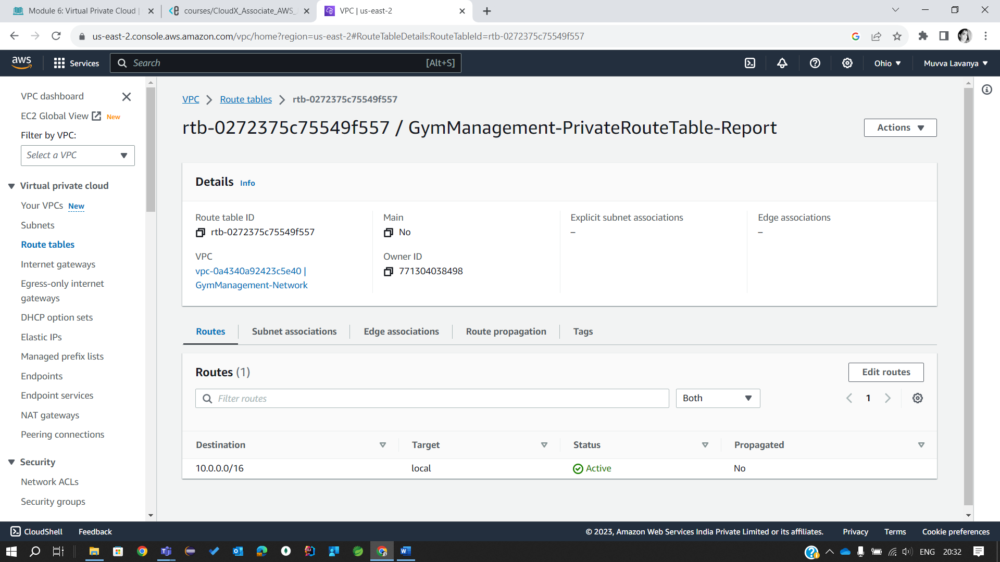 Module 6: Virtual Private Cloud |
courses/CloudX_Associate_AWS_
VPC | us-east-2
us-east-2.console.aws.amazon.com/vpc/home?region=us-east-2#RouteTableDetails:RouteTableId=rtb-0272375c75549f557
aws
Services
Search
[Alt+S]
Ohio
Muvva Lavanya
VPC dashboard
EC2 Global View New
Filter by VPC:
Select a VPC
Virtual private cloud
Your VPCs New
Subnets
Route tables
Internet gateways
Egress-only internet
gateways
DHCP option sets
Elastic IPs
Managed prefix lists
Endpoints
Endpoint services
NAT gateways
Peering connections
Security
Network ACLs
Security groups
VPC > Route tables > rtb-0272375c75549f557
rtb-0272375c75549f557 / GymManagement-PrivateRouteTable-Report
Actions
Details Info
Route table ID
rtb-0272375c75549f557
Main
No
Explicit subnet associations
–
Edge associations
–
VPC
vpc-0a4340a92423c5e40 |
GymManagement-Network
Owner ID
771304038498
Routes
Subnet associations
Edge associations
Route propagation
Tags
Routes (1)
Edit routes
Filter routes
Both
1
Destination
Target
Status
Propagated
10.0.0.0/16
local
Active
No
CloudShell
Feedback
© 2023, Amazon Web Services India Private Limited or its affiliates.
Privacy
Terms
Cookie preferences
ENG
20:32